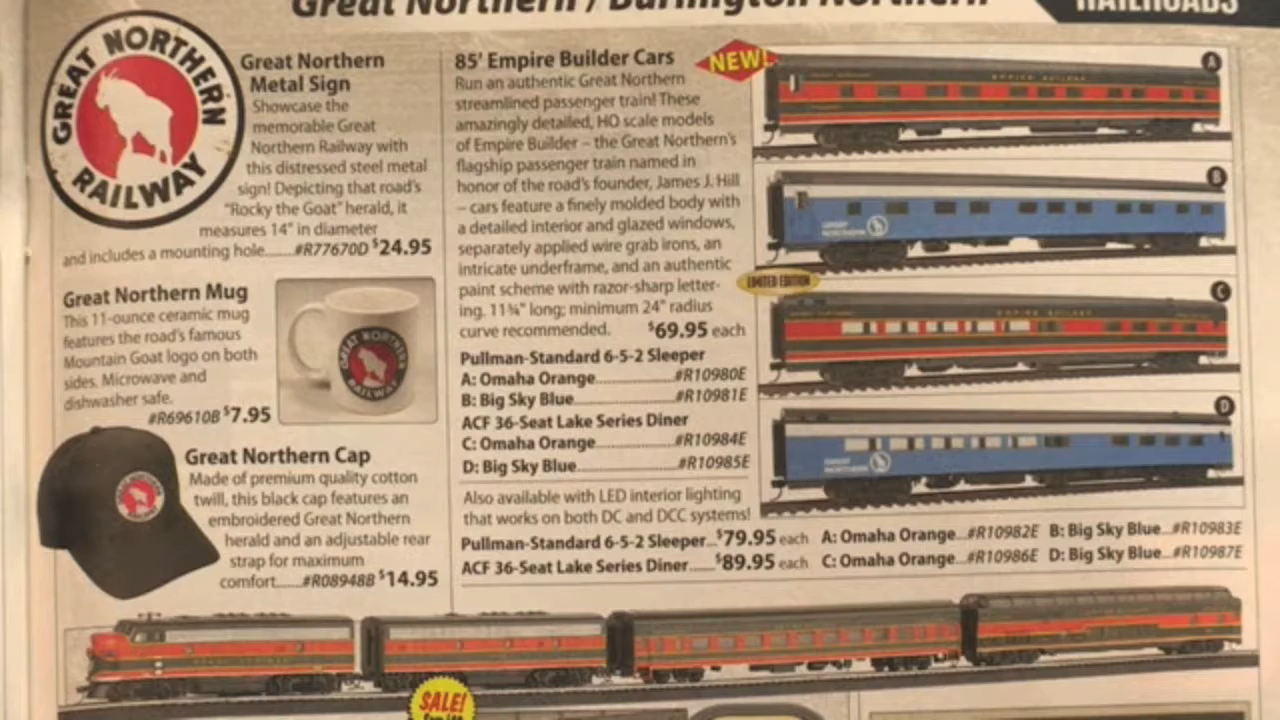 Great Northern / Burlington Northern
RAILROADS
GREAT NORTHERN
RAILWAY
Great Northern
Metal Sign
Showcase the
memorable Great
Northern Railway with
this distressed steel metal
sign! Depicting that road's
"Rocky the Goat" herald, it
measures 14" in diameter
and includes a mounting hole......#R77670D $24.95
Great Northern Mug
This 11-ounce ceramic mug
features the road's famous
Mountain Goat logo on both
sides. Microwave and
dishwasher safe.
#R69610B $7.95
GREAT NORTHERN
RAILWAY
Great Northern Cap
Made of premium quality cotton
twill, this black cap features an
embroidered Great Northern
herald and an adjustable rear
strap for maximum
comfort......#R08948B $14.95
85' Empire Builder Cars
NEW!
Run an authentic Great Northern
streamlined passenger train! These
amazingly detailed, HO scale models
of Empire Builder – the Great Northern's
flagship passenger train named in
honor of the road's founder, James J. Hill
– cars feature a finely molded body with
a detailed interior and glazed windows,
separately applied wire grab irons, an
intricate underframe, and an authentic
paint scheme with razor-sharp letter-
ing. 11¾" long; minimum 24" radius
curve recommended. $69.95 each
Pullman-Standard 6-5-2 Sleeper
A: Omaha Orange......#R10980E
B: Big Sky Blue......#R10981E
ACF 36-Seat Lake Series Diner
C: Omaha Orange......#R10984E
D: Big Sky Blue......#R10985E
Also available with LED interior lighting
that works on both DC and DCC systems!
Pullman-Standard 6-5-2 Sleeper...$79.95 each A: Omaha Orange...#R10982E B: Big Sky Blue...#R10983E
ACF 36-Seat Lake Series Diner......$89.95 each C: Omaha Orange...#R10986E D: Big Sky Blue...#R10987E
A
EMPIRE BUILDER
B
GREAT NORTHERN
LIMITED EDITION
C
EMPIRE BUILDER
D
GREAT NORTHERN
SALE!